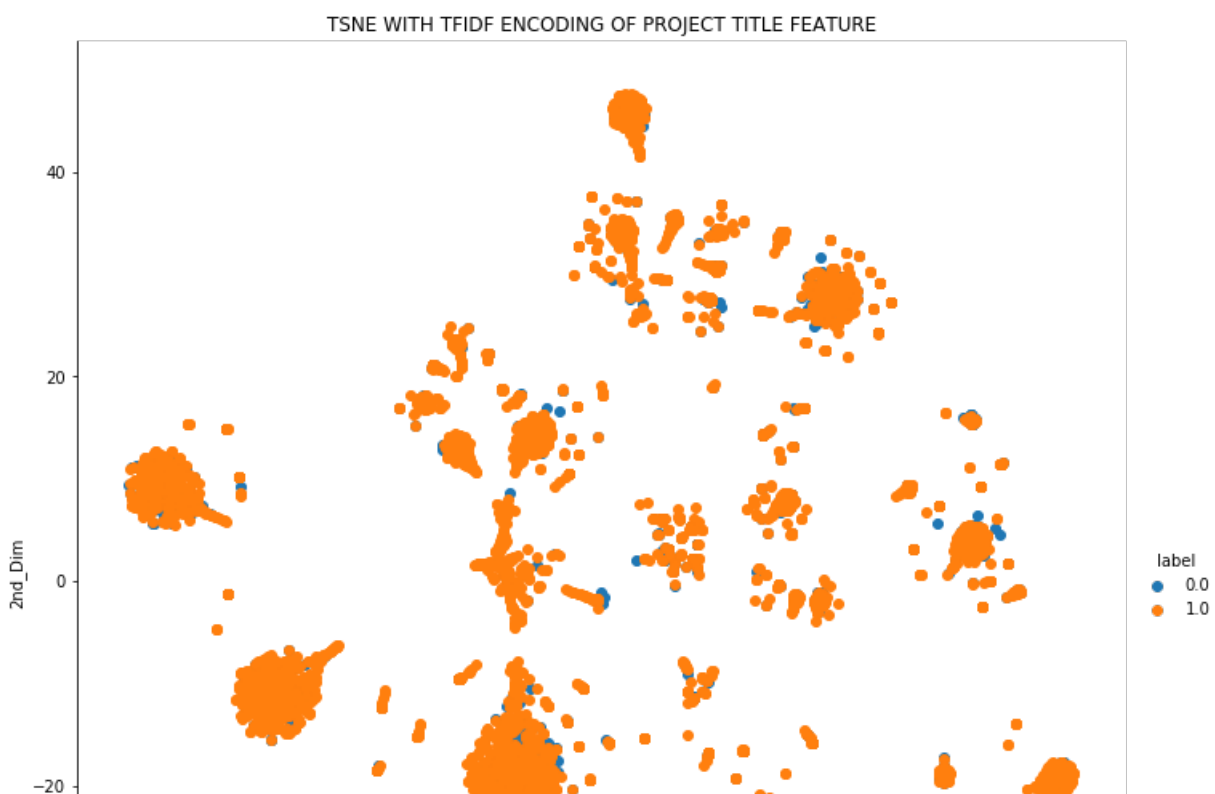 TSNE WITH TFIDF ENCODING OF PROJECT TITLE FEATURE
40
20
0
−20
2nd_Dim
label
0.0
1.0